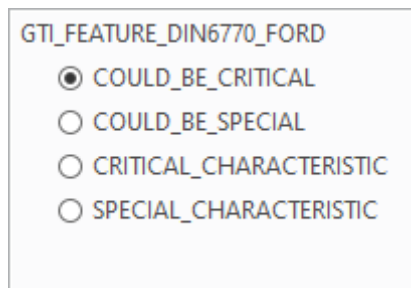 GTI_FEATURE_DIN6770_FORD
COULD_BE_CRITICAL
COULD_BE_SPECIAL
CRITICAL_CHARACTERISTIC
SPECIAL_CHARACTERISTIC